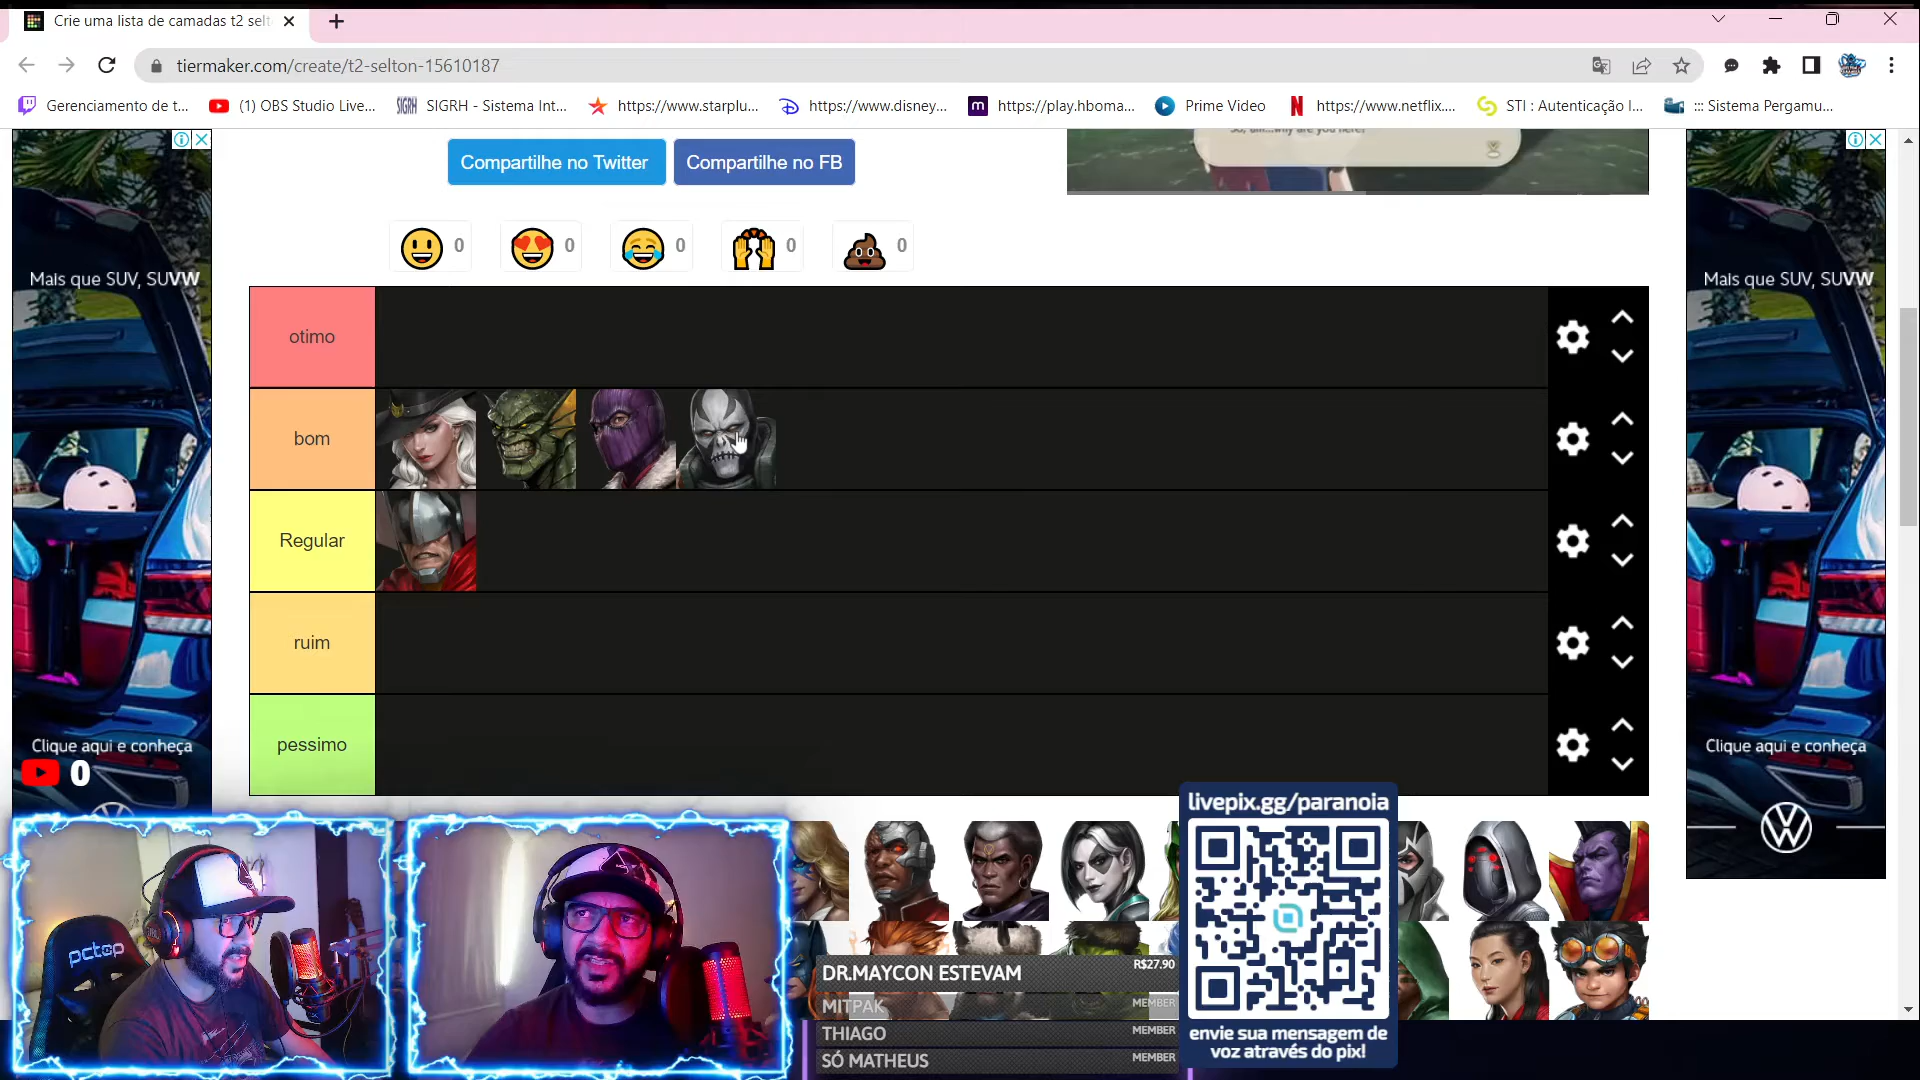 Crie uma lista de camadas t2 selt
tiermaker.com/create/t2-selton-15610187
Gerenciamento de t...
(1) OBS Studio Live...
SIGRH
SIGRH - Sistema Int...
https://www.starplu...
https://www.disney...
m
https://play.hboma...
Prime Video
https://www.netflix....
STI : Autenticação I...
::: Sistema Pergamu...
Compartilhe no Twitter
Compartilhe no FB
0
0
0
0
0
Mais que SUV, SUVW
Mais que SUV, SUVW
otimo
bom
Regular
ruim
pessimo
Clique aqui e conheça
Clique aqui e conheça
0
livepix.gg/paranoia
envie sua mensagem de
voz através do pix!
pctop
DR.MAYCON ESTEVAM
R$27.90
MITPAK
MEMBER
THIAGO
MEMBER
SÓ MATHEUS
MEMBER